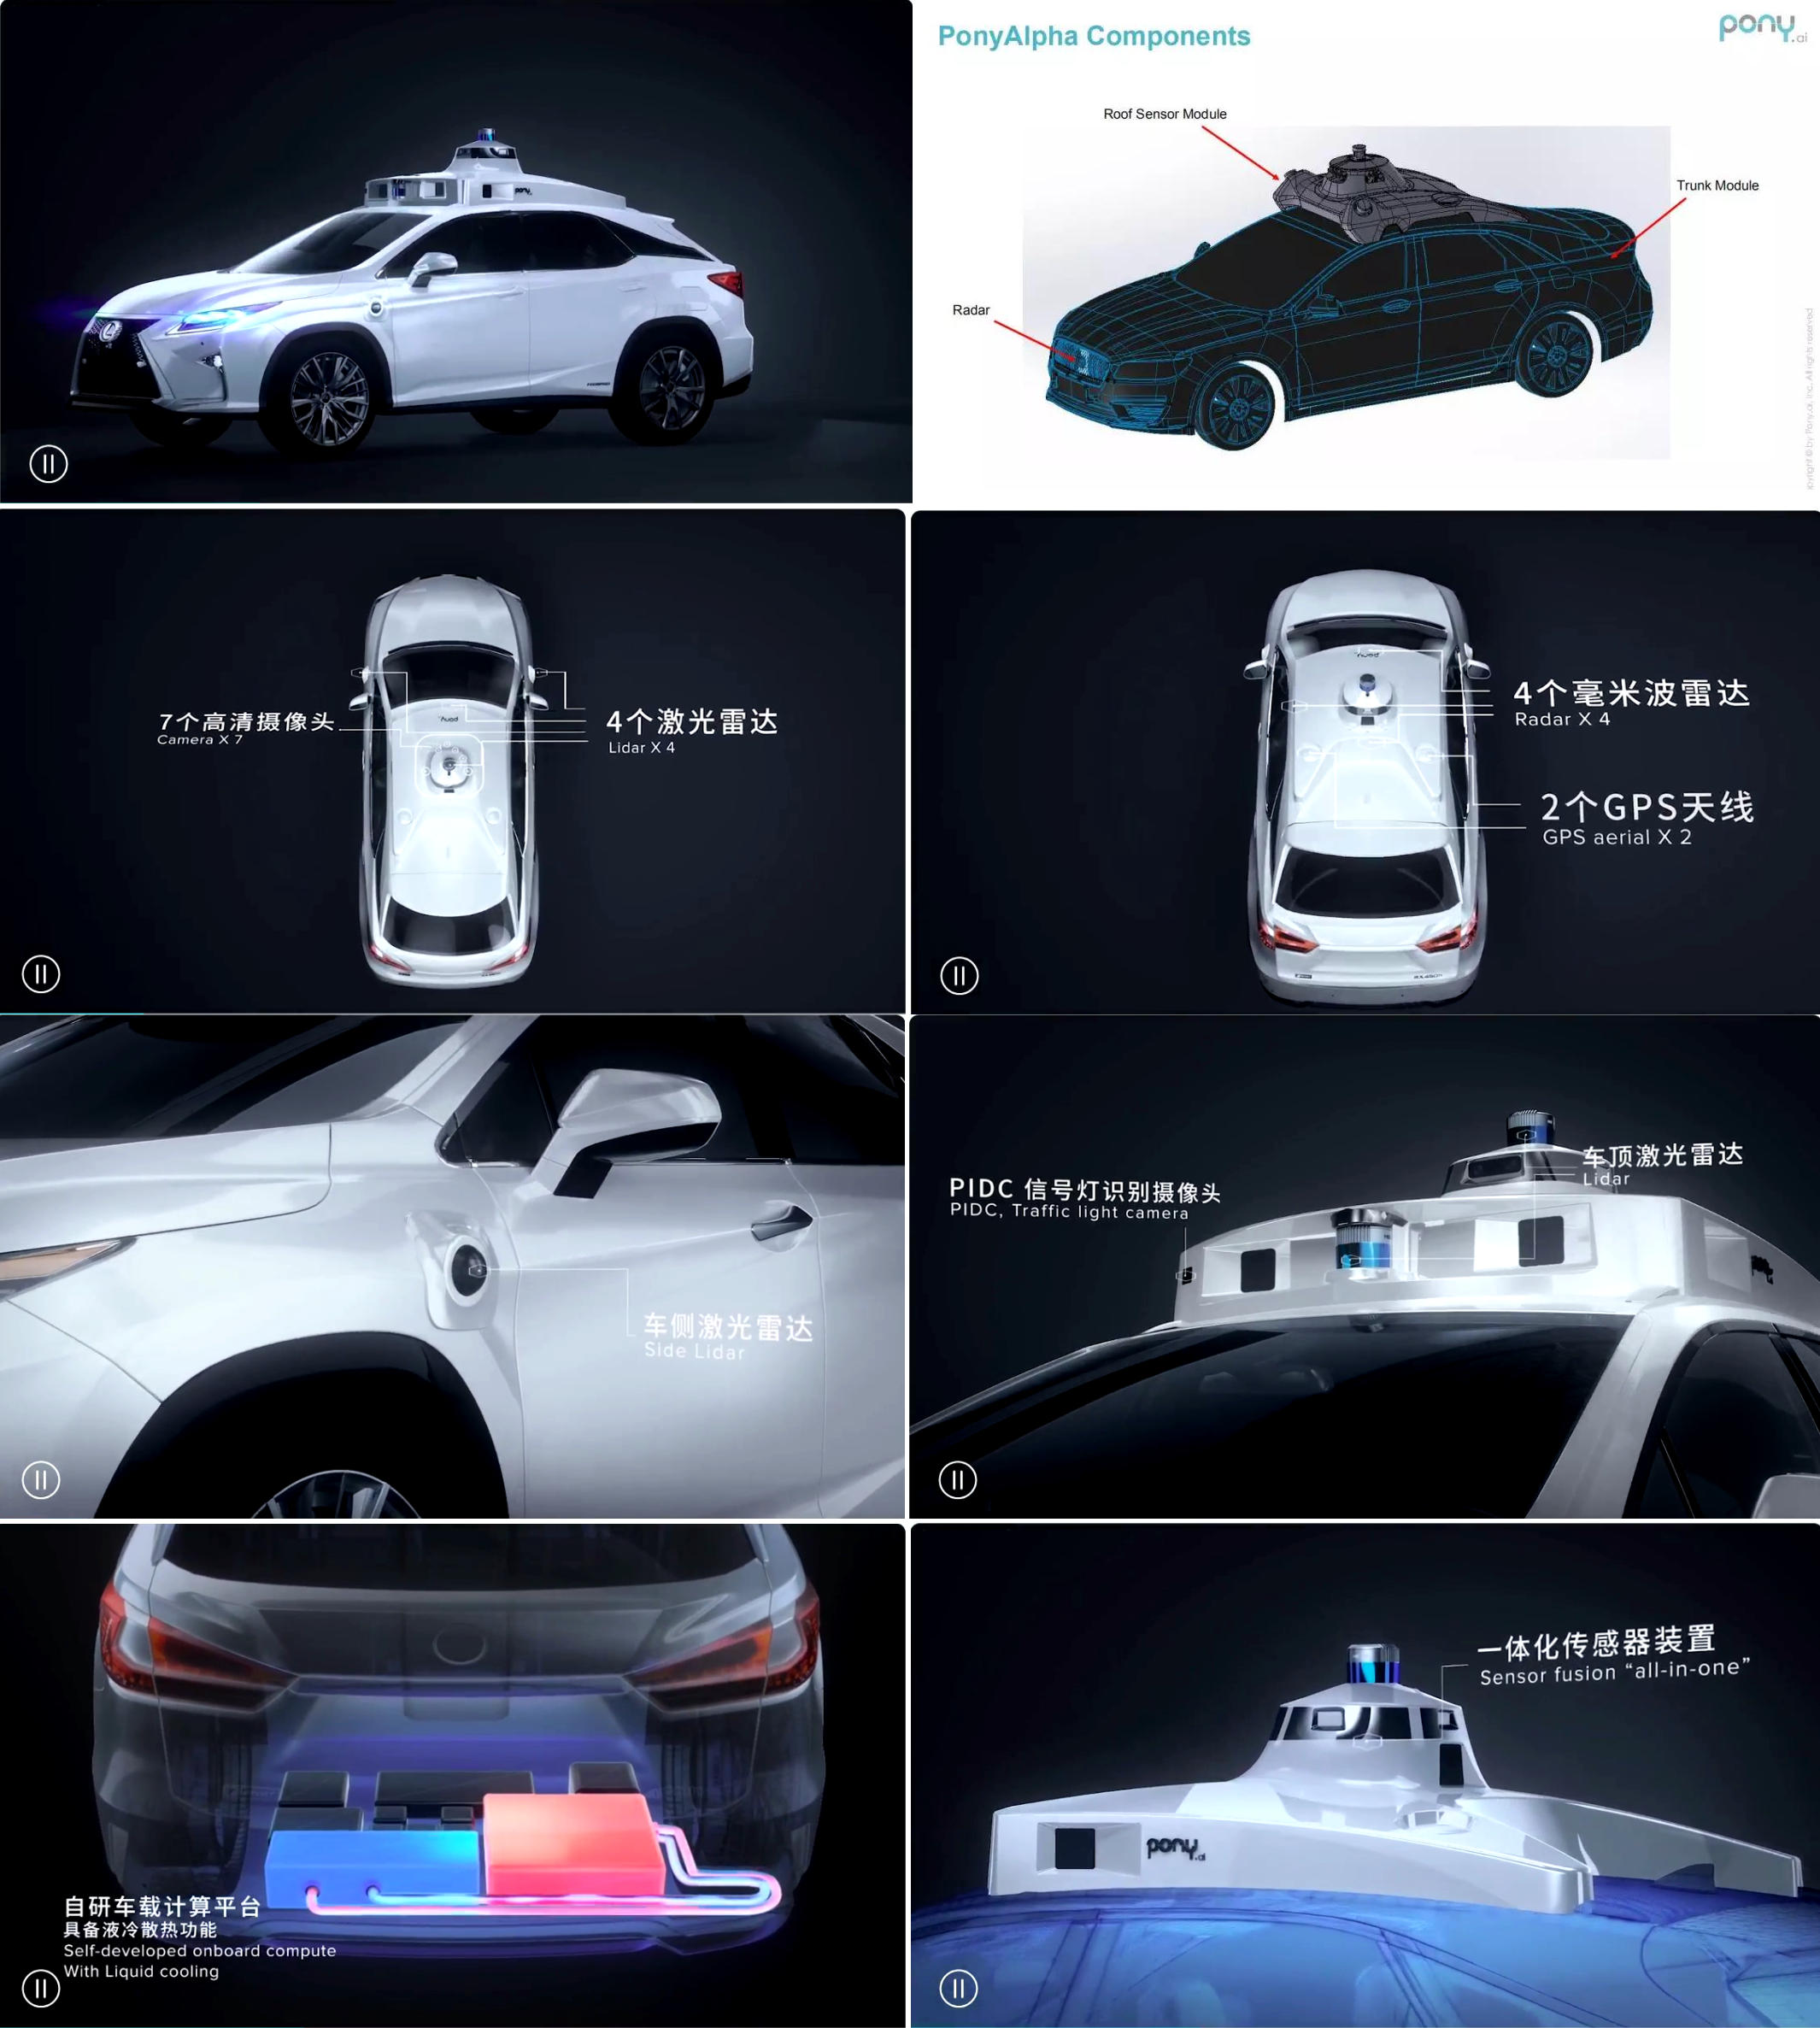 pony
PonyAlpha Components
pony.ai
Roof Sensor Module
Trunk Module
Radar
pyright © by Pony.ai, Inc. All rights reserved
7个高清摄像头
Camera X 7
4个激光雷达
Lidar X 4
pony
4个毫米波雷达
Radar X 4
2个GPS天线
GPS aerial X 2
pony
车侧激光雷达
Side Lidar
PIDC 信号灯识别摄像头
PIDC, Traffic light camera
车顶激光雷达
Lidar
自研车载计算平台
具备液冷散热功能
Self-developed onboard compute
With Liquid cooling
一体化传感器装置
Sensor fusion “all-in-one”
pony.ai